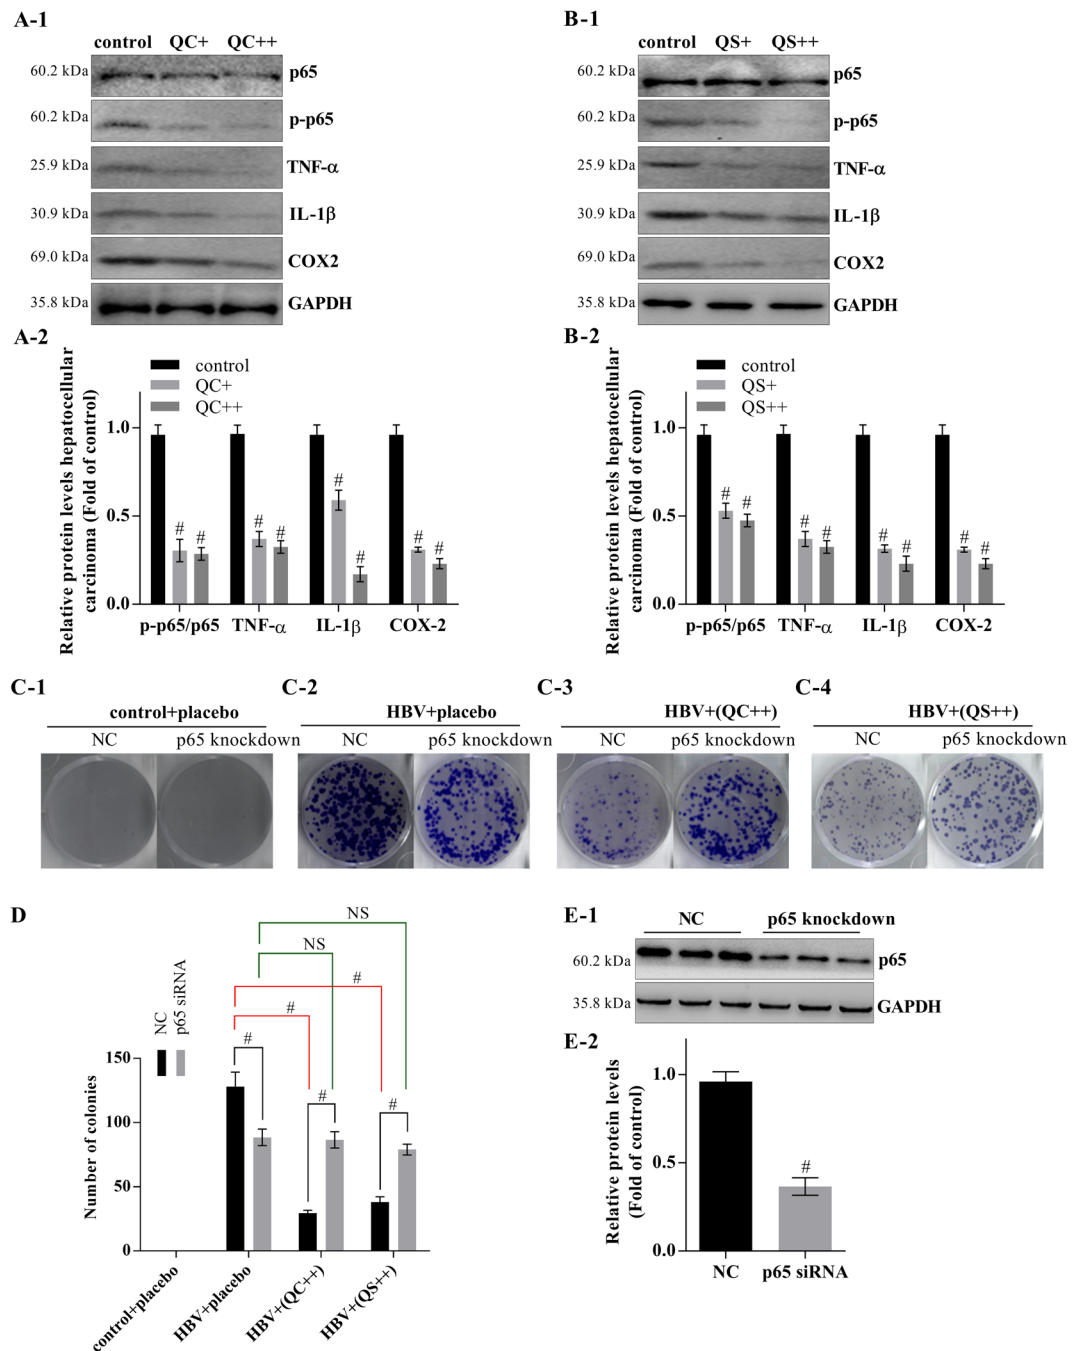 A-1
control QC+ QC++
60.2 kDa p65
60.2 kDa p-p65
25.9 kDa TNF-α
30.9 kDa IL-1β
69.0 kDa COX2
35.8 kDa GAPDH
B-1
control QS+ QS++
60.2 kDa p65
60.2 kDa p-p65
25.9 kDa TNF-α
30.9 kDa IL-1β
69.0 kDa COX2
35.8 kDa GAPDH
A-2
Relative protein levels hepatocellular
carcinoma (Fold of control)
control
QC+
QC++
1.0
0.5
0.0
# # # # # # # #
p-p65/p65 TNF-α IL-1β COX-2
B-2
Relative protein levels hepatocellular
carcinoma (Fold of control)
control
QS+
QS++
1.0
0.5
0.0
# # # # # # # #
p-p65/p65 TNF-α IL-1β COX-2
C-1
control+placebo
NC p65 knockdown
C-2
HBV+placebo
NC p65 knockdown
C-3
HBV+(QC++)
NC p65 knockdown
C-4
HBV+(QS++)
NC p65 knockdown
D
NC
p65 siRNA
NS
NS
#
#
#
#
#
Number of colonies
150
100
50
0
control+placebo
HBV+placebo
HBV+(QC++)
HBV+(QS++)
E-1
NC p65 knockdown
60.2 kDa p65
35.8 kDa GAPDH
E-2
Relative protein levels
(Fold of control)
1.0
0.5
0.0
#
NC p65 siRNA